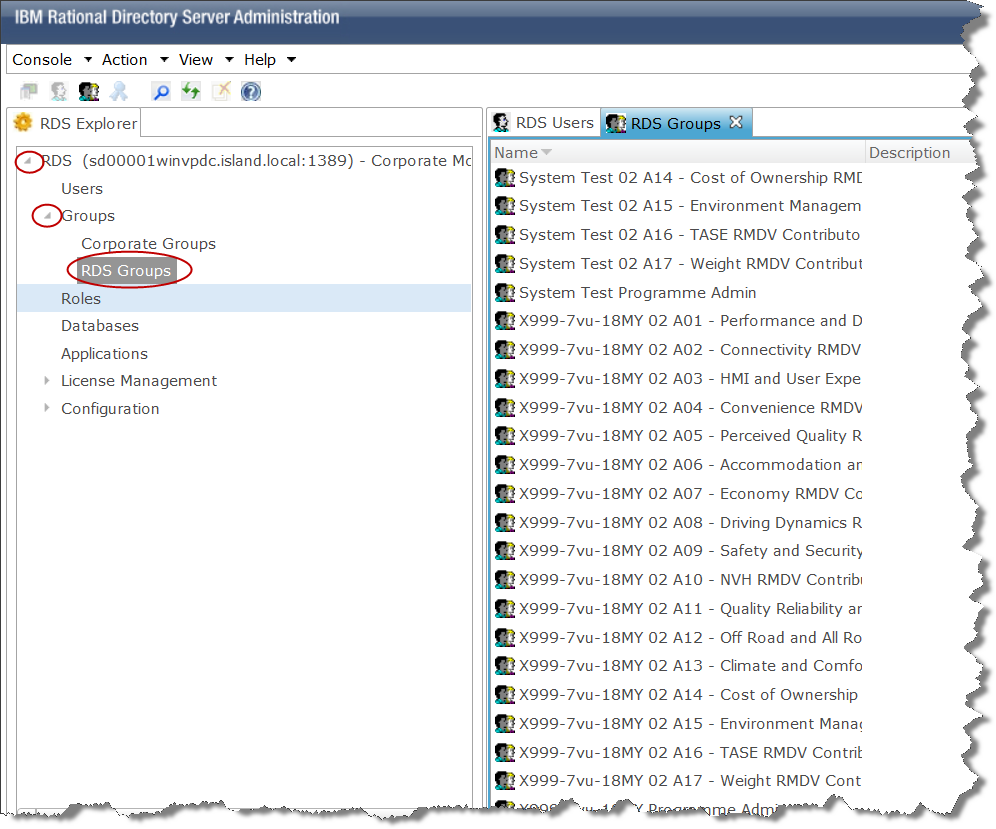 IBM Rational Directory Server Administration
Console Action View Help
RDS Explorer
RDS (sd00001winvpdc.island.local:1389) - Corporate Mc
Users
Groups
Corporate Groups
RDS Groups
Roles
Databases
Applications
License Management
Configuration
RDS Users RDS Groups
Name Description
System Test 02 A14 - Cost of Ownership RMD
System Test 02 A15 - Environment Managem
System Test 02 A16 - TASE RMDV Contributo
System Test 02 A17 - Weight RMDV Contribut
System Test Programme Admin
X999-7vu-18MY 02 A01 - Performance and D
X999-7vu-18MY 02 A02 - Connectivity RMDV
X999-7vu-18MY 02 A03 - HMI and User Expe
X999-7vu-18MY 02 A04 - Convenience RMDV
X999-7vu-18MY 02 A05 - Perceived Quality R
X999-7vu-18MY 02 A06 - Accommodation an
X999-7vu-18MY 02 A07 - Economy RMDV Co
X999-7vu-18MY 02 A08 - Driving Dynamics R
X999-7vu-18MY 02 A09 - Safety and Security
X999-7vu-18MY 02 A10 - NVH RMDV Contribu
X999-7vu-18MY 02 A11 - Quality Reliability an
X999-7vu-18MY 02 A12 - Off Road and All Ro
X999-7vu-18MY 02 A13 - Climate and Comfo
X999-7vu-18MY 02 A14 - Cost of Ownership
X999-7vu-18MY 02 A15 - Environment Manag
X999-7vu-18MY 02 A16 - TASE RMDV Contrib
X999-7vu-18MY 02 A17 - Weight RMDV Cont
X999-7vu-18MY Programme Admi